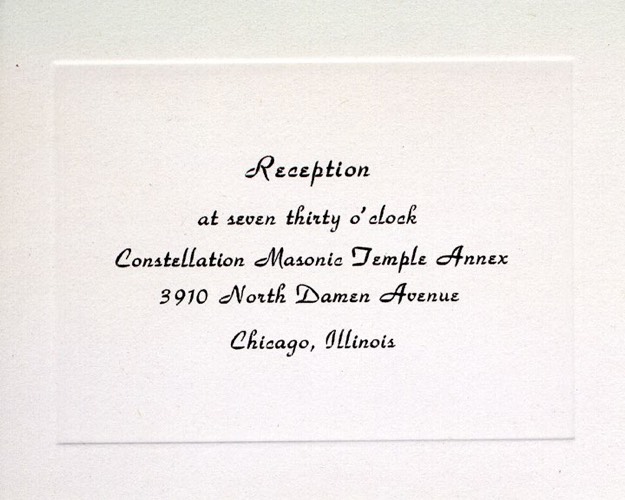 Reception
at seven thirty o'clock
Constellation Masonic Temple Annex
3910 North Damen Avenue
Chicago, Illinois